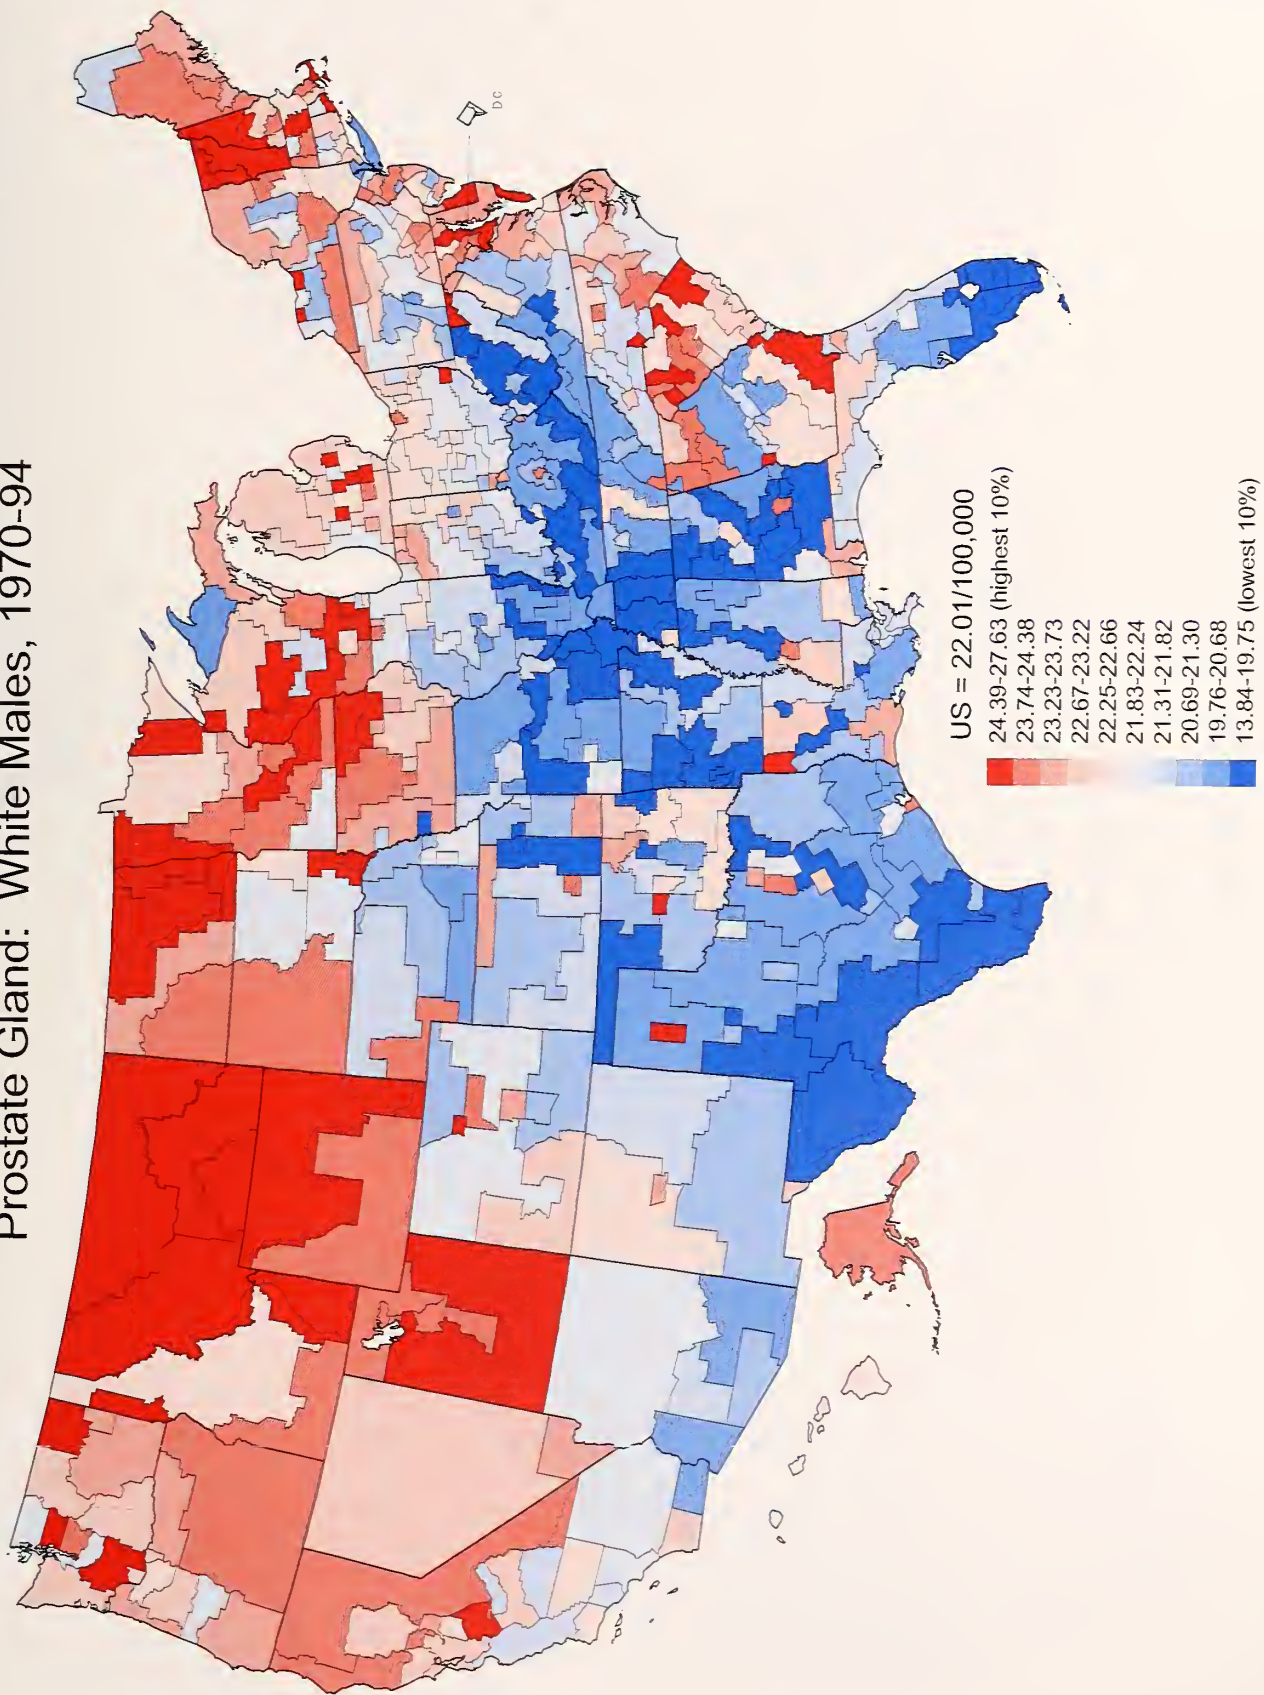 Prostate Gland: White Males, 1970-94
DC
US = 22.01/100,000
24.39-27.63 (highest 10%)
23.74-24.38
23.23-23.73
22.67-23.22
22.25-22.66
21.83-22.24
21.31-21.82
20.69-21.30
19.76-20.68
13.84-19.75 (lowest 10%)